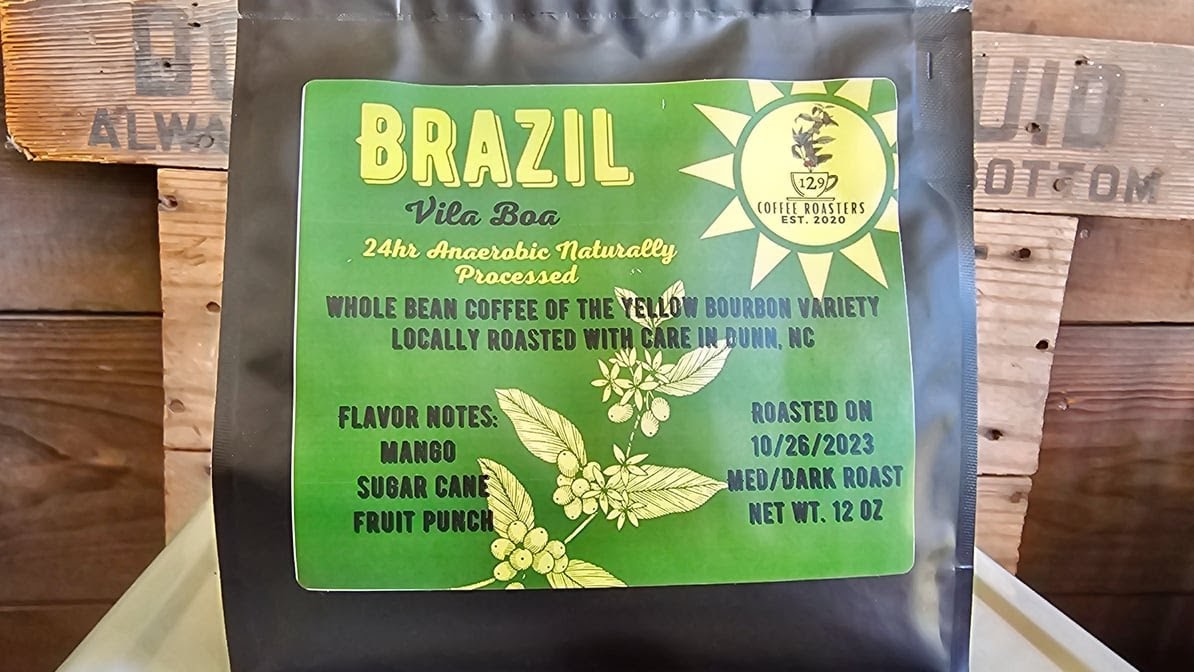 BRAZIL
Vila Boa
24hr Anaerobic Naturally
Processed
WHOLE BEAN COFFEE OF THE YELLOW BOURBON VARIETY
LOCALLY ROASTED WITH CARE IN DUNN, NC
129
COFFEE ROASTERS
EST. 2020
FLAVOR NOTES:
MANGO
SUGAR CANE
FRUIT PUNCH
ROASTED ON
10/26/2023
MED/DARK ROAST
NET WT. 12 OZ
BOTTOM